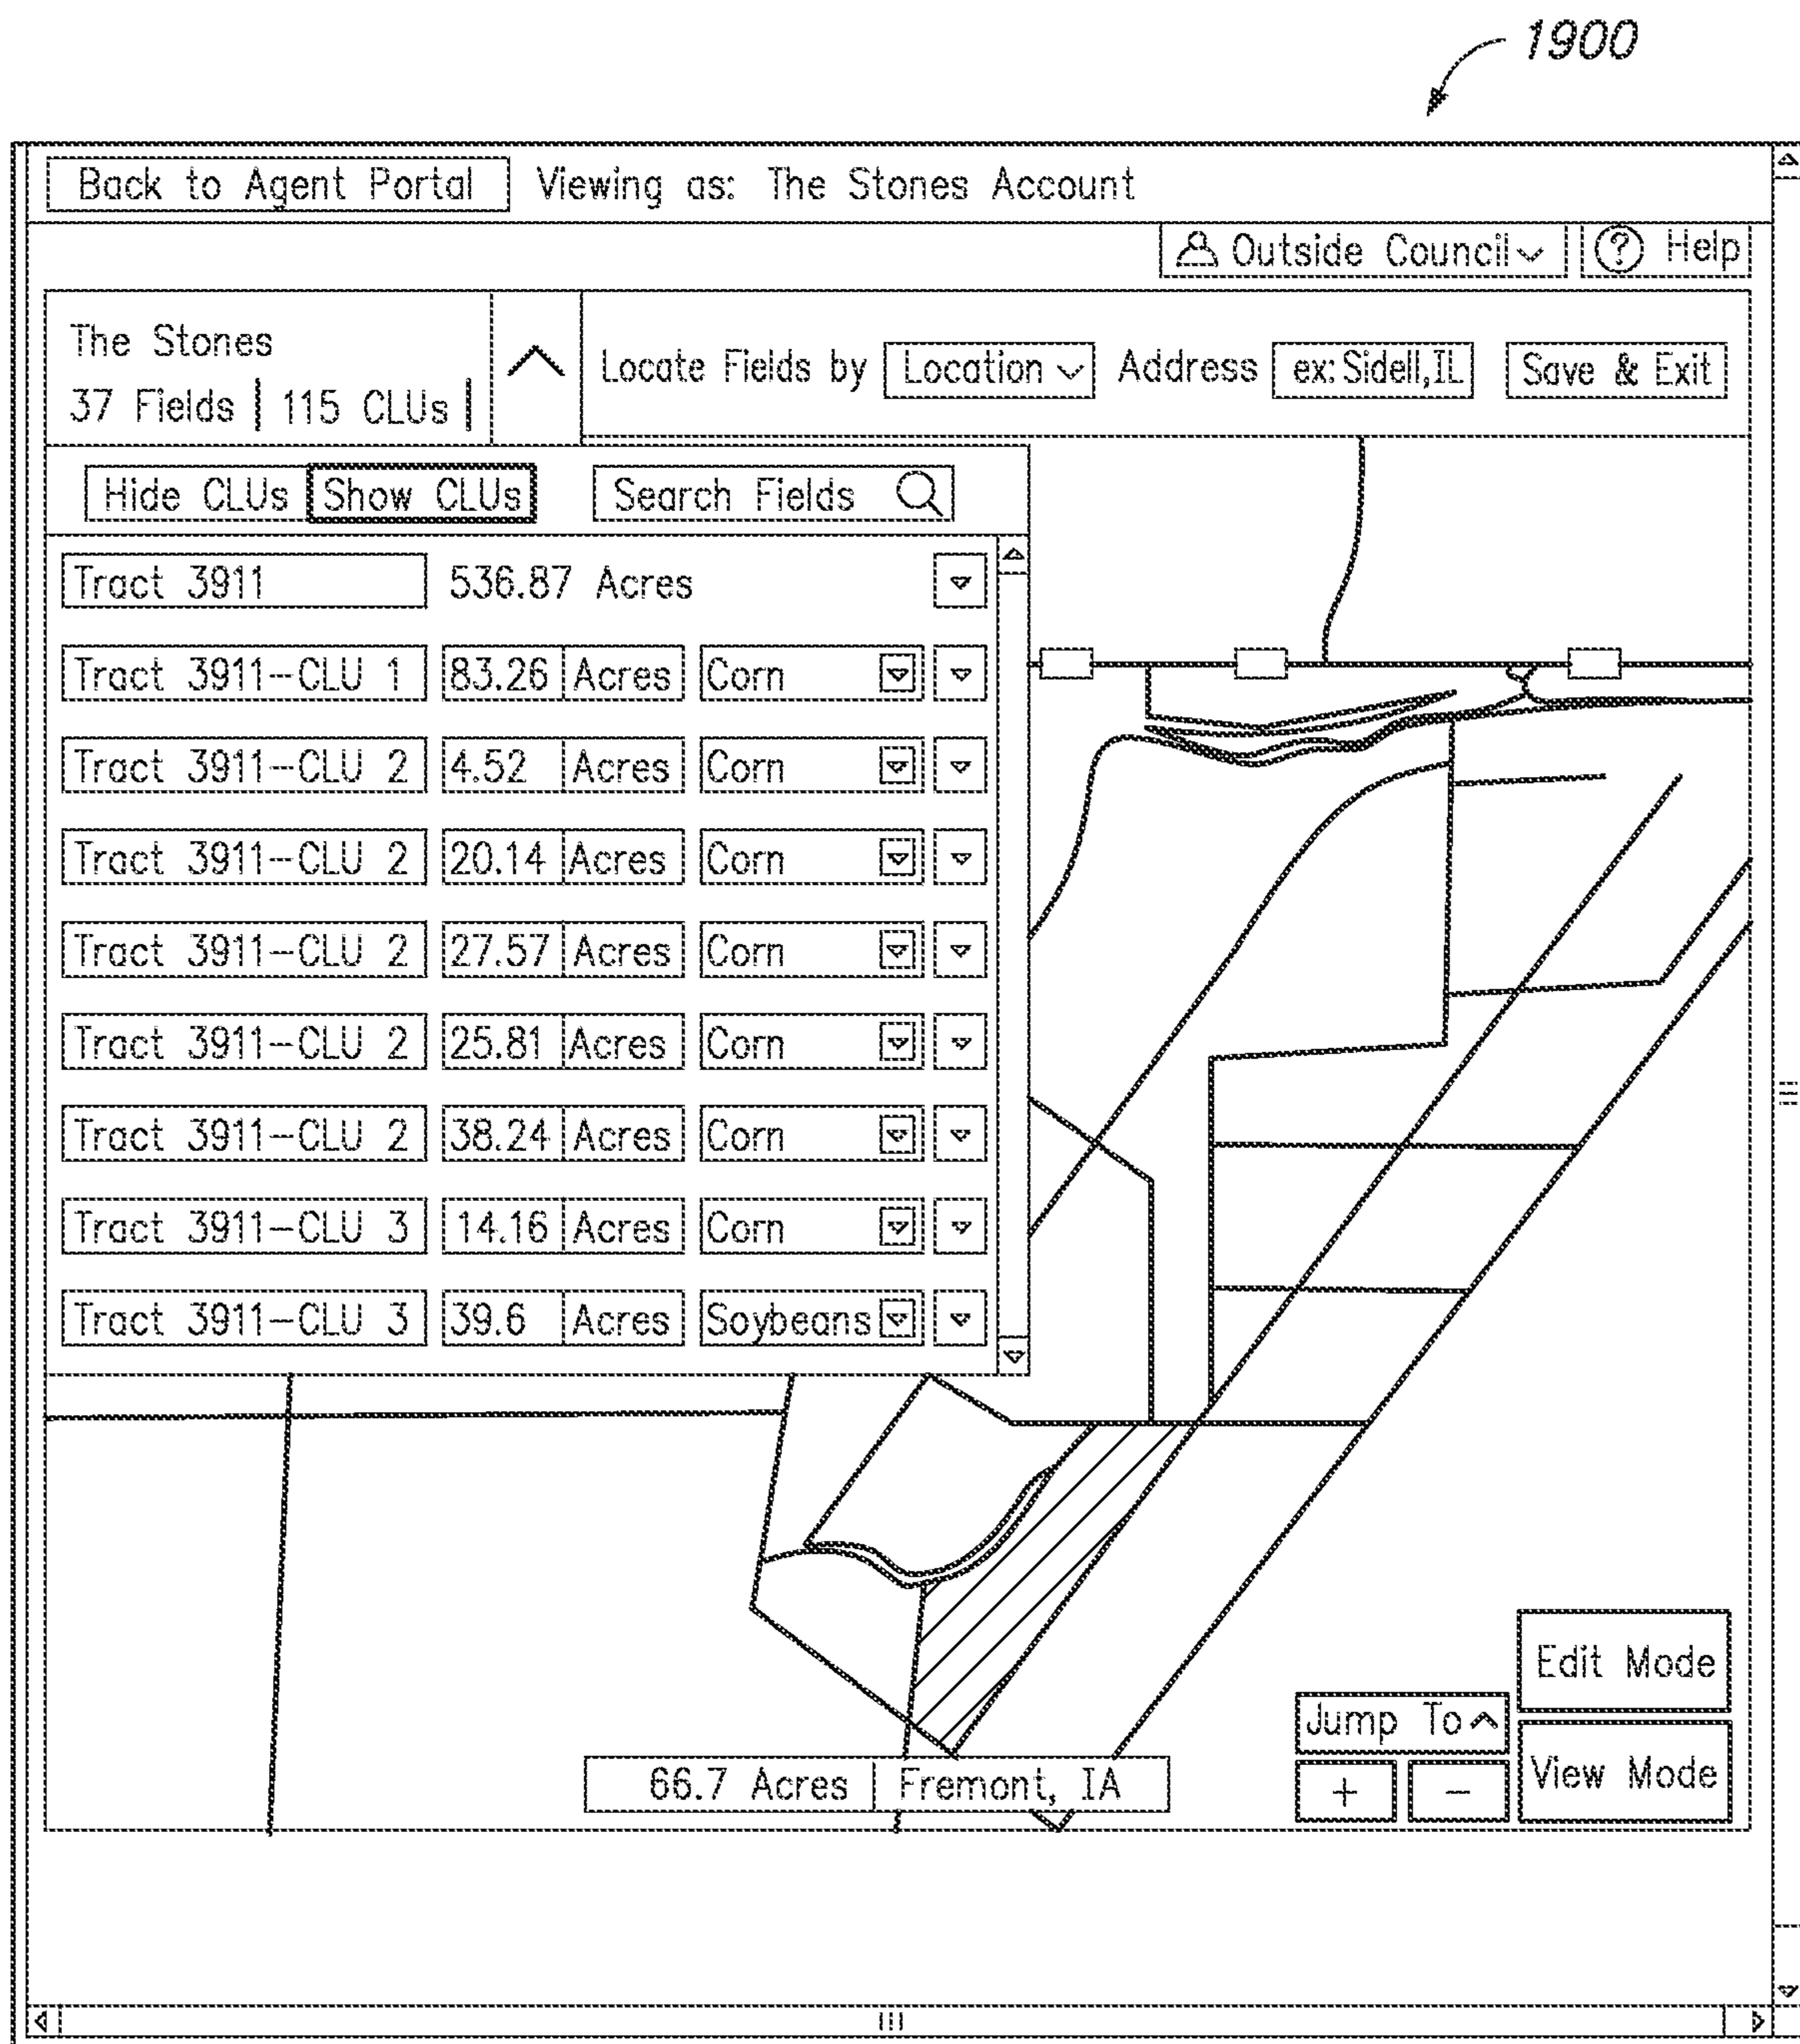 1900
Back to Agent Portal Viewing as: The Stones Account
Outside Council ? Help
The Stones
37 Fields | 115 CLUs |
Locate Fields by Location Address ex: Sidell, IL Save & Exit
Hide CLUs Show CLUs Search Fields
Tract 3911 536.87 Acres
Tract 3911-CLU 1 83.26 Acres Corn
Tract 3911-CLU 2 4.52 Acres Corn
Tract 3911-CLU 2 20.14 Acres Corn
Tract 3911-CLU 2 27.57 Acres Corn
Tract 3911-CLU 2 25.81 Acres Corn
Tract 3911-CLU 2 38.24 Acres Corn
Tract 3911-CLU 3 14.16 Acres Corn
Tract 3911-CLU 3 39.6 Acres Soybeans
Edit Mode
Jump To
View Mode
+ −
66.7 Acres | Fremont, IA